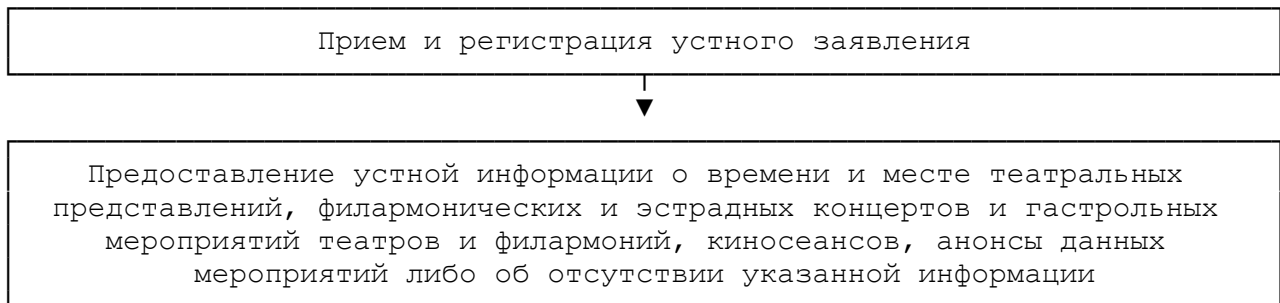 Прием и регистрация устного заявления
Предоставление устной информации о времени и месте театральных
представлений, филармонических и эстрадных концертов и гастрольных
мероприятий театров и филармоний, киносеансов, анонсы данных
мероприятий либо об отсутствии указанной информации